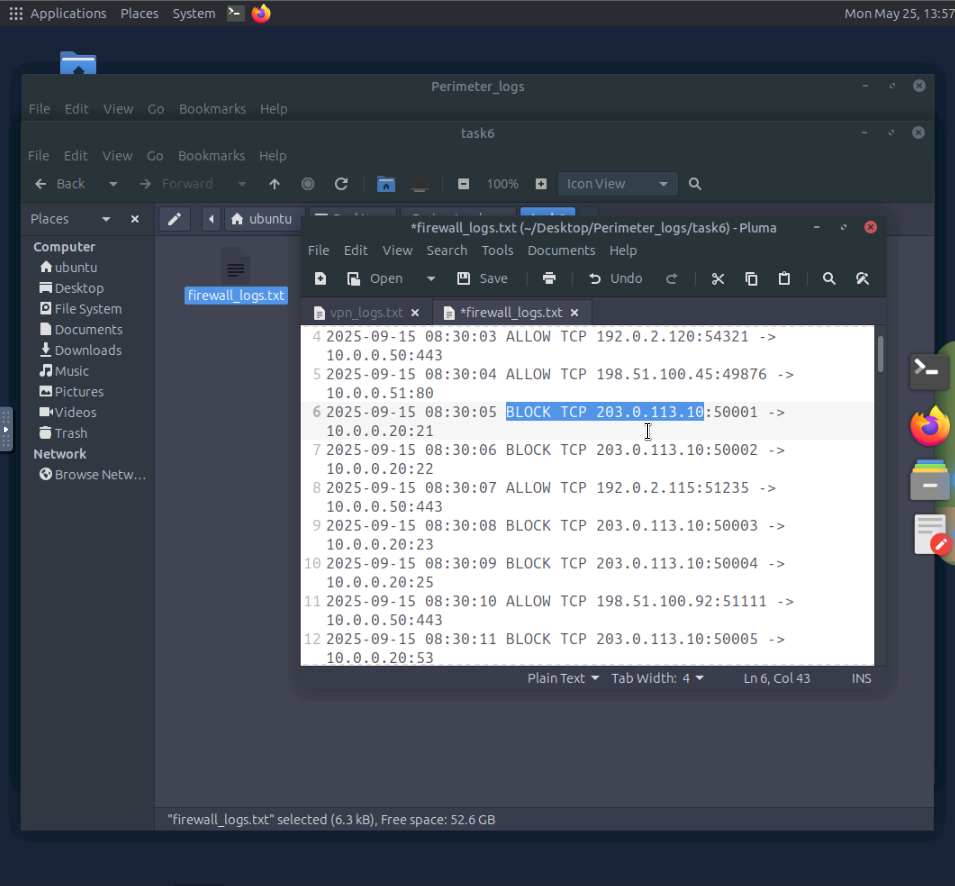 Applications Places System Mon May 25, 13:57
Perimeter_logs
File Edit View Go Bookmarks Help
task6
File Edit View Go Bookmarks Help
Back Forward 100% Icon View
Places ubuntu
Computer
ubuntu
Desktop
File System
Documents
Downloads
Music
Pictures
Videos
Trash
Network
Browse Netw...
firewall_logs.txt
*firewall_logs.txt (~/Desktop/Perimeter_logs/task6) - Pluma
File Edit View Search Tools Documents Help
Open Save Undo
vpn_logs.txt *firewall_logs.txt
4 2025-09-15 08:30:03 ALLOW TCP 192.0.2.120:54321 ->
10.0.0.50:443
5 2025-09-15 08:30:04 ALLOW TCP 198.51.100.45:49876 ->
10.0.0.51:80
6 2025-09-15 08:30:05 BLOCK TCP 203.0.113.10:50001 ->
10.0.0.20:21
7 2025-09-15 08:30:06 BLOCK TCP 203.0.113.10:50002 ->
10.0.0.20:22
8 2025-09-15 08:30:07 ALLOW TCP 192.0.2.115:51235 ->
10.0.0.50:443
9 2025-09-15 08:30:08 BLOCK TCP 203.0.113.10:50003 ->
10.0.0.20:23
10 2025-09-15 08:30:09 BLOCK TCP 203.0.113.10:50004 ->
10.0.0.20:25
11 2025-09-15 08:30:10 ALLOW TCP 198.51.100.92:51111 ->
10.0.0.50:443
12 2025-09-15 08:30:11 BLOCK TCP 203.0.113.10:50005 ->
10.0.0.20:53
Plain Text Tab Width: 4 Ln 6, Col 43 INS
"firewall_logs.txt" selected (6.3 kB), Free space: 52.6 GB